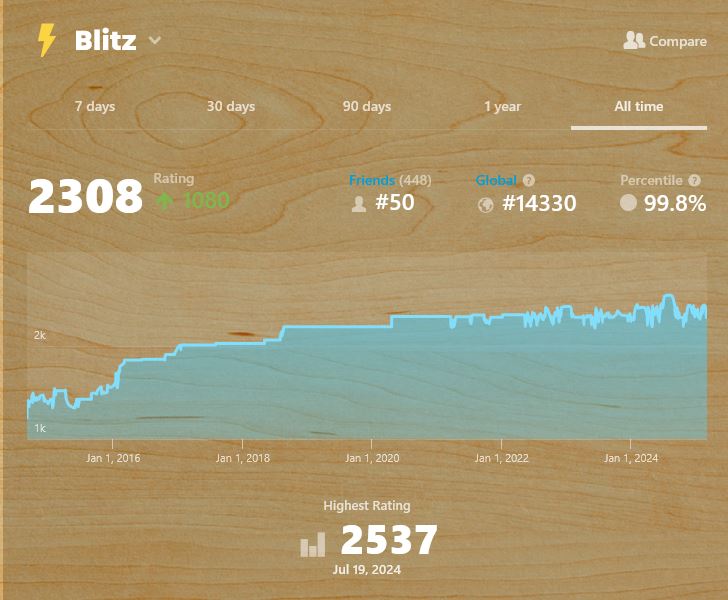 Blitz
Compare
7 days 30 days 90 days 1 year All time
2308 Rating 1080
Friends (448) #50
Global ? #14330
Percentile ? 99.8%
2k
1k
Jan 1, 2016 Jan 1, 2018 Jan 1, 2020 Jan 1, 2022 Jan 1, 2024
Highest Rating
2537
Jul 19, 2024